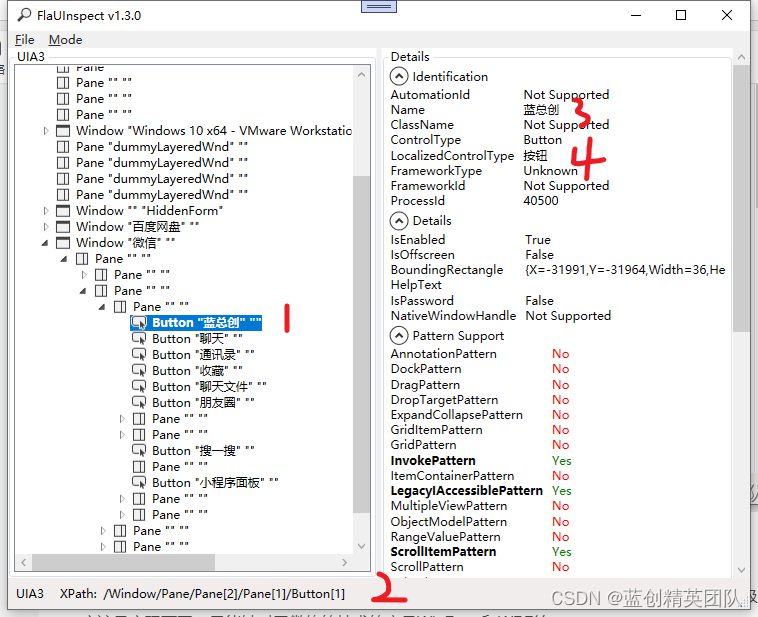 FlaUInspect v1.3.0
File Mode
UIA3
Pane
Pane "" ""
Pane "" ""
Pane "" ""
Window "Windows 10 x64 - VMware Workstatio
Pane "dummyLayeredWnd" ""
Pane "dummyLayeredWnd" ""
Pane "dummyLayeredWnd" ""
Pane "dummyLayeredWnd" ""
Window "" "HiddenForm"
Window "百度网盘" ""
Window "微信" ""
Pane "" ""
Pane "" ""
Pane "" ""
Pane "" ""
Button "蓝总创" ""
1
Button "聊天" ""
Button "通讯录" ""
Button "收藏" ""
Button "聊天文件" ""
Button "朋友圈" ""
Pane "" ""
Pane "" ""
Button "搜一搜" ""
Pane "" ""
Button "小程序面板" ""
Pane "" ""
Pane "" ""
Pane "" ""
Pane "" ""
Details
Identification
AutomationId Not Supported
Name 蓝总创
3
ClassName Not Supported
ControlType Button
LocalizedControlType 按钮
4
FrameworkType Unknown
FrameworkId Not Supported
ProcessId 40500
Details
IsEnabled True
IsOffscreen False
BoundingRectangle {X=-31991,Y=-31964,Width=36,He
HelpText
IsPassword False
NativeWindowHandle Not Supported
Pattern Support
AnnotationPattern No
DockPattern No
DragPattern No
DropTargetPattern No
ExpandCollapsePattern No
GridItemPattern No
GridPattern No
InvokePattern Yes
ItemContainerPattern No
LegacyIAccessiblePattern Yes
MultipleViewPattern No
ObjectModelPattern No
RangeValuePattern No
ScrollItemPattern Yes
ScrollPattern No
UIA3 XPath: /Window/Pane/Pane[2]/Pane[1]/Button[1]
2
CSDN @蓝创精英团队